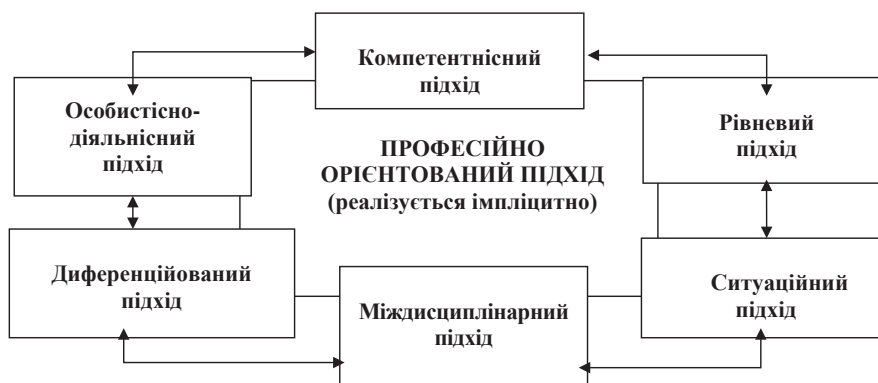 Компетентнісний
підхід
Особистісно-
діяльнісний
підхід
Рівневий
підхід
ПРОФЕСІЙНО
ОРІЄНТОВАНИЙ ПІДХІД
(реалізується імпліцитно)
Диференційований
підхід
Міждисциплінарний
підхід
Ситуаційний
підхід